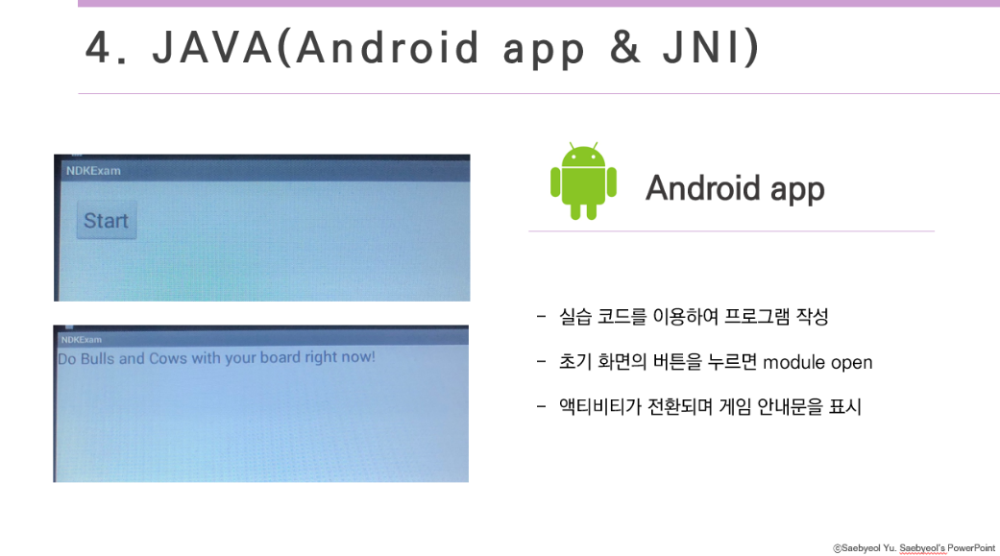 4. JAVA(Android app & JNI)
NDKExam
Start
NDKExam
Do Bulls and Cows with your board right now!
Android app
- 실습 코드를 이용하여 프로그램 작성
- 초기 화면의 버튼을 누르면 module open
- 액티비티가 전환되며 게임 안내문을 표시
ⓒSaebyeol Yu. Saebyeol's PowerPoint